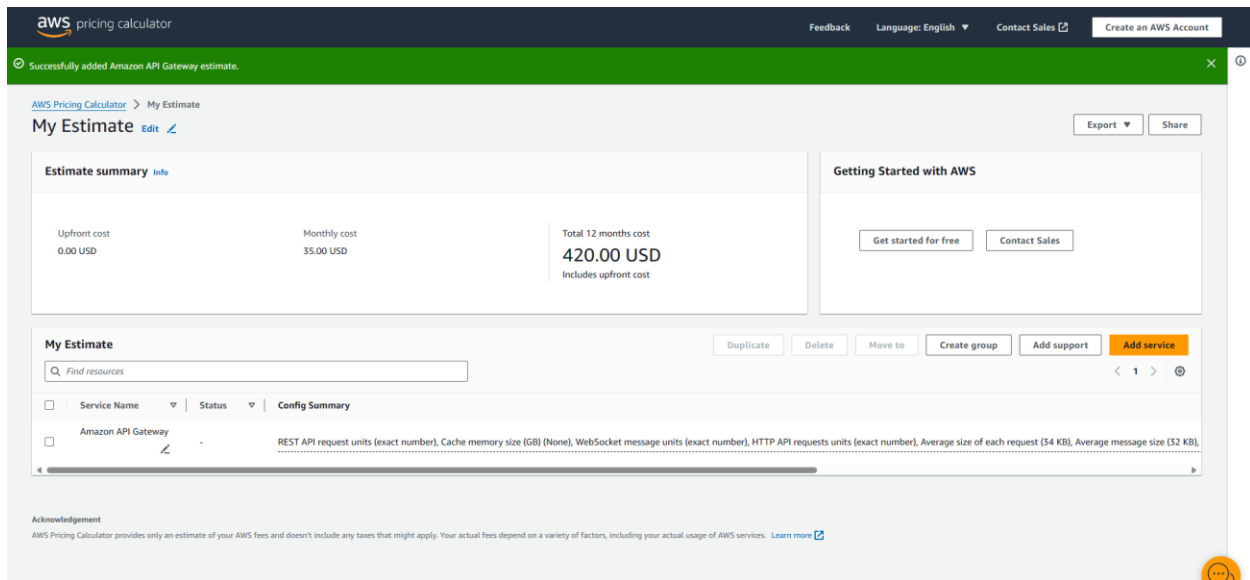 aws pricing calculator
Feedback Language: English ▼ Contact Sales Create an AWS Account
Successfully added Amazon API Gateway estimate.
AWS Pricing Calculator > My Estimate
My Estimate Edit
Export ▼ Share
Estimate summary Info
Getting Started with AWS
Upfront cost
0.00 USD
Monthly cost
35.00 USD
Total 12 months cost
420.00 USD
Includes upfront cost
Get started for free Contact Sales
My Estimate
Duplicate Delete Move to Create group Add support Add service
Find resources
< 1 >
Service Name Status Config Summary
Amazon API Gateway - REST API request units (exact number), Cache memory size (GB) (None), WebSocket message units (exact number), HTTP API requests units (exact number), Average size of each request (34 KB), Average message size (32 KB),
Acknowledgement
AWS Pricing Calculator provides only an estimate of your AWS fees and doesn't include any taxes that might apply. Your actual fees depend on a variety of factors, including your actual usage of AWS services. Learn more